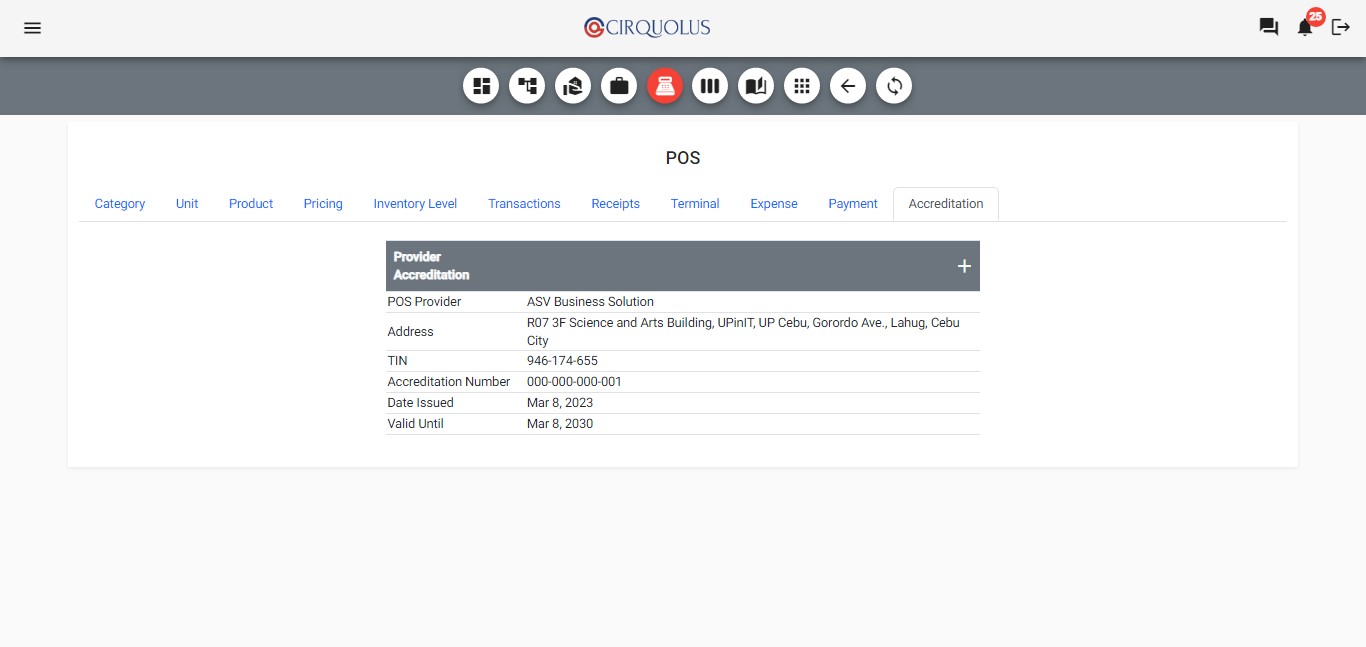 CIRQUOLUS
25
POS
Category Unit Product Pricing Inventory Level Transactions Receipts Terminal Expense Payment Accreditation
Provider
Accreditation
POS Provider ASV Business Solution
Address R07 3F Science and Arts Building, UPinIT, UP Cebu, Gorordo Ave., Lahug, Cebu
City
TIN 946-174-655
Accreditation Number 000-000-000-001
Date Issued Mar 8, 2023
Valid Until Mar 8, 2030